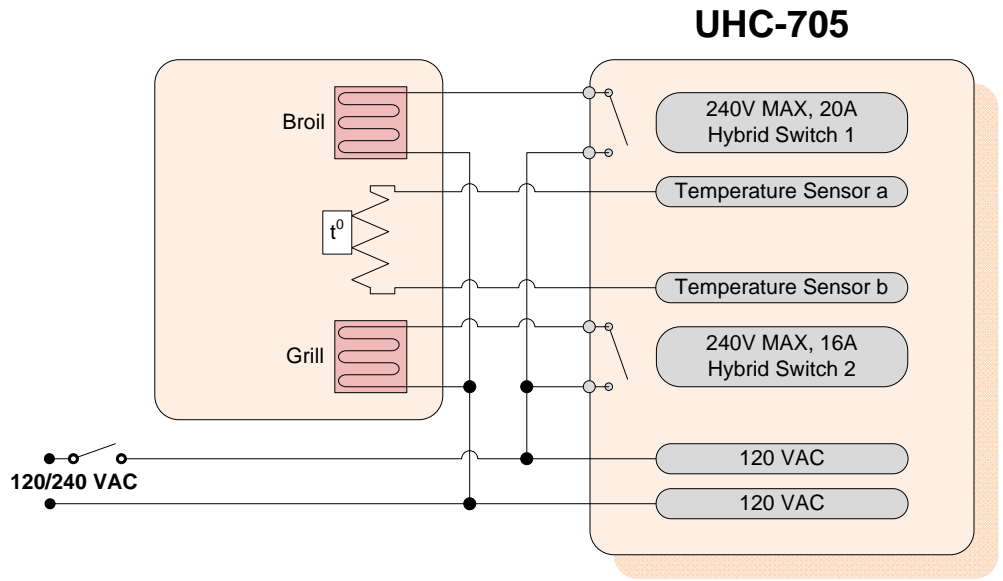 UHC-705
Broil
240V MAX, 20A
Hybrid Switch 1
Temperature Sensor a
t⁰
Temperature Sensor b
Grill
240V MAX, 16A
Hybrid Switch 2
120 VAC
120/240 VAC
120 VAC